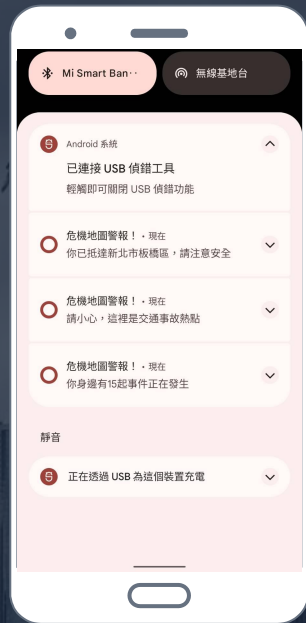 Mi Smart Ban··
無線基地台
Android 系統
已連接 USB 偵錯工具
輕觸即可關閉 USB 偵錯功能
危機地圖警報！・現在
你已抵達新北市板橋區，請注意安全
危機地圖警報！・現在
請小心，這裡是交通事故熱點
危機地圖警報！・現在
你身邊有15起事件正在發生
靜音
正在透過 USB 為這個裝置充電